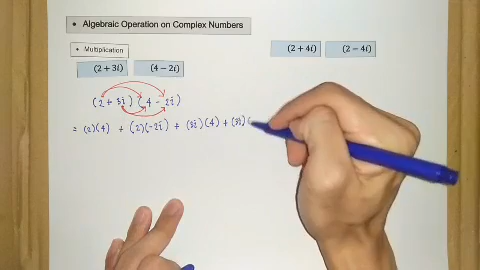 • Algebraic Operation on Complex Numbers
• Multiplication
(2 + 3i) (4 − 2i)
(2 + 4i) (2 − 4i)
(2 + 3i)(4 − 2i)
= (2)(4) + (2)(-2i) + (3i)(4) + (3i)(